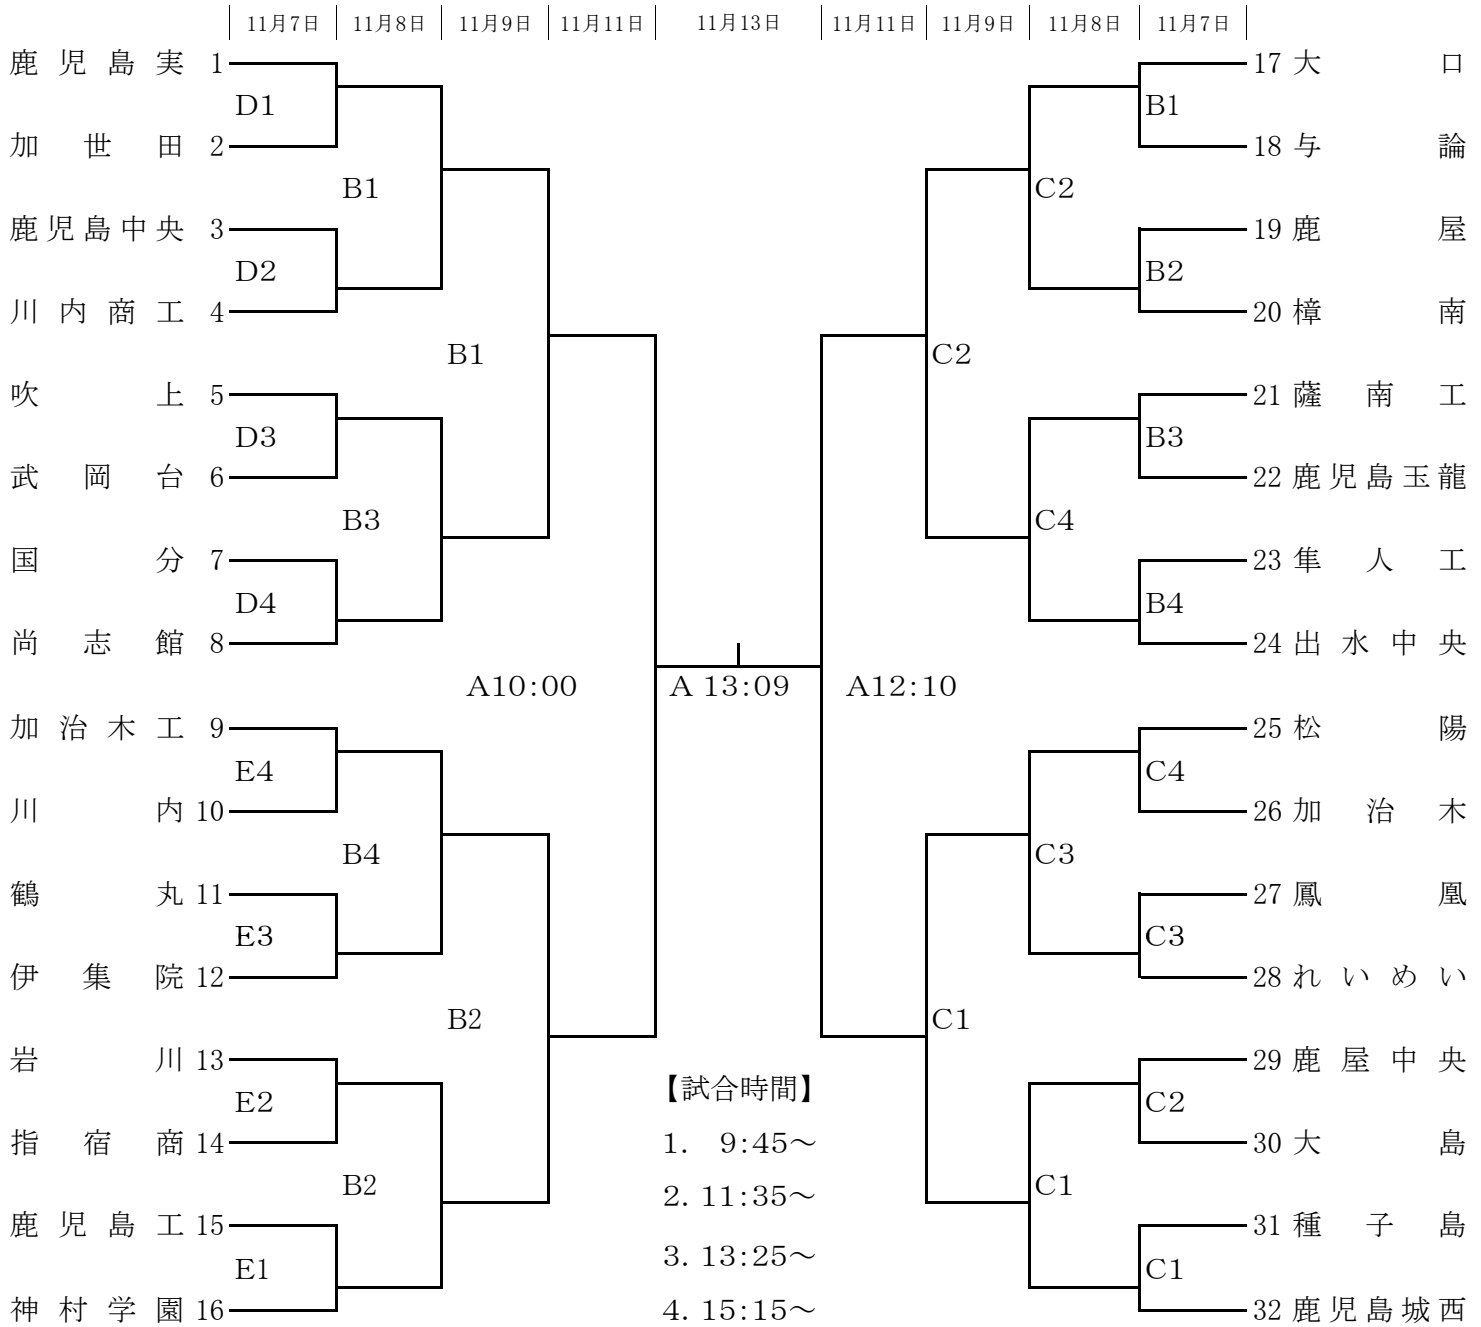 11月7日 11月8日 11月9日 11月11日 11月13日 11月11日 11月9日 11月8日 11月7日
鹿児島実 1 17 大口
D1 B1
加世田 2 18 与論
B1 C2
鹿児島中央 3 19 鹿屋
D2 B2
川内商工 4 20 樟南
B1 C2
吹上 5 21 薩南工
D3 B3
武岡台 6 22 鹿児島玉龍
B3 C4
国分 7 23 隼人工
D4 B4
尚志館 8 24 出水中央
A10:00 A 13:09 A12:10
加治木工 9 25 松陽
E4 C4
川内 10 26 加治木
B4 C3
鶴丸 11 27 鳳凰
E3 C3
伊集院 12 28 れいめい
B2 C1
岩川 13 29 鹿屋中央
【試合時間】
E2 C2
指宿商 14 1. 9:45～ 30 大島
B2 2. 11:35～ C1
鹿児島工 15 31 種子島
3. 13:25～
E1 C1
神村学園 16 4. 15:15～ 32 鹿児島城西